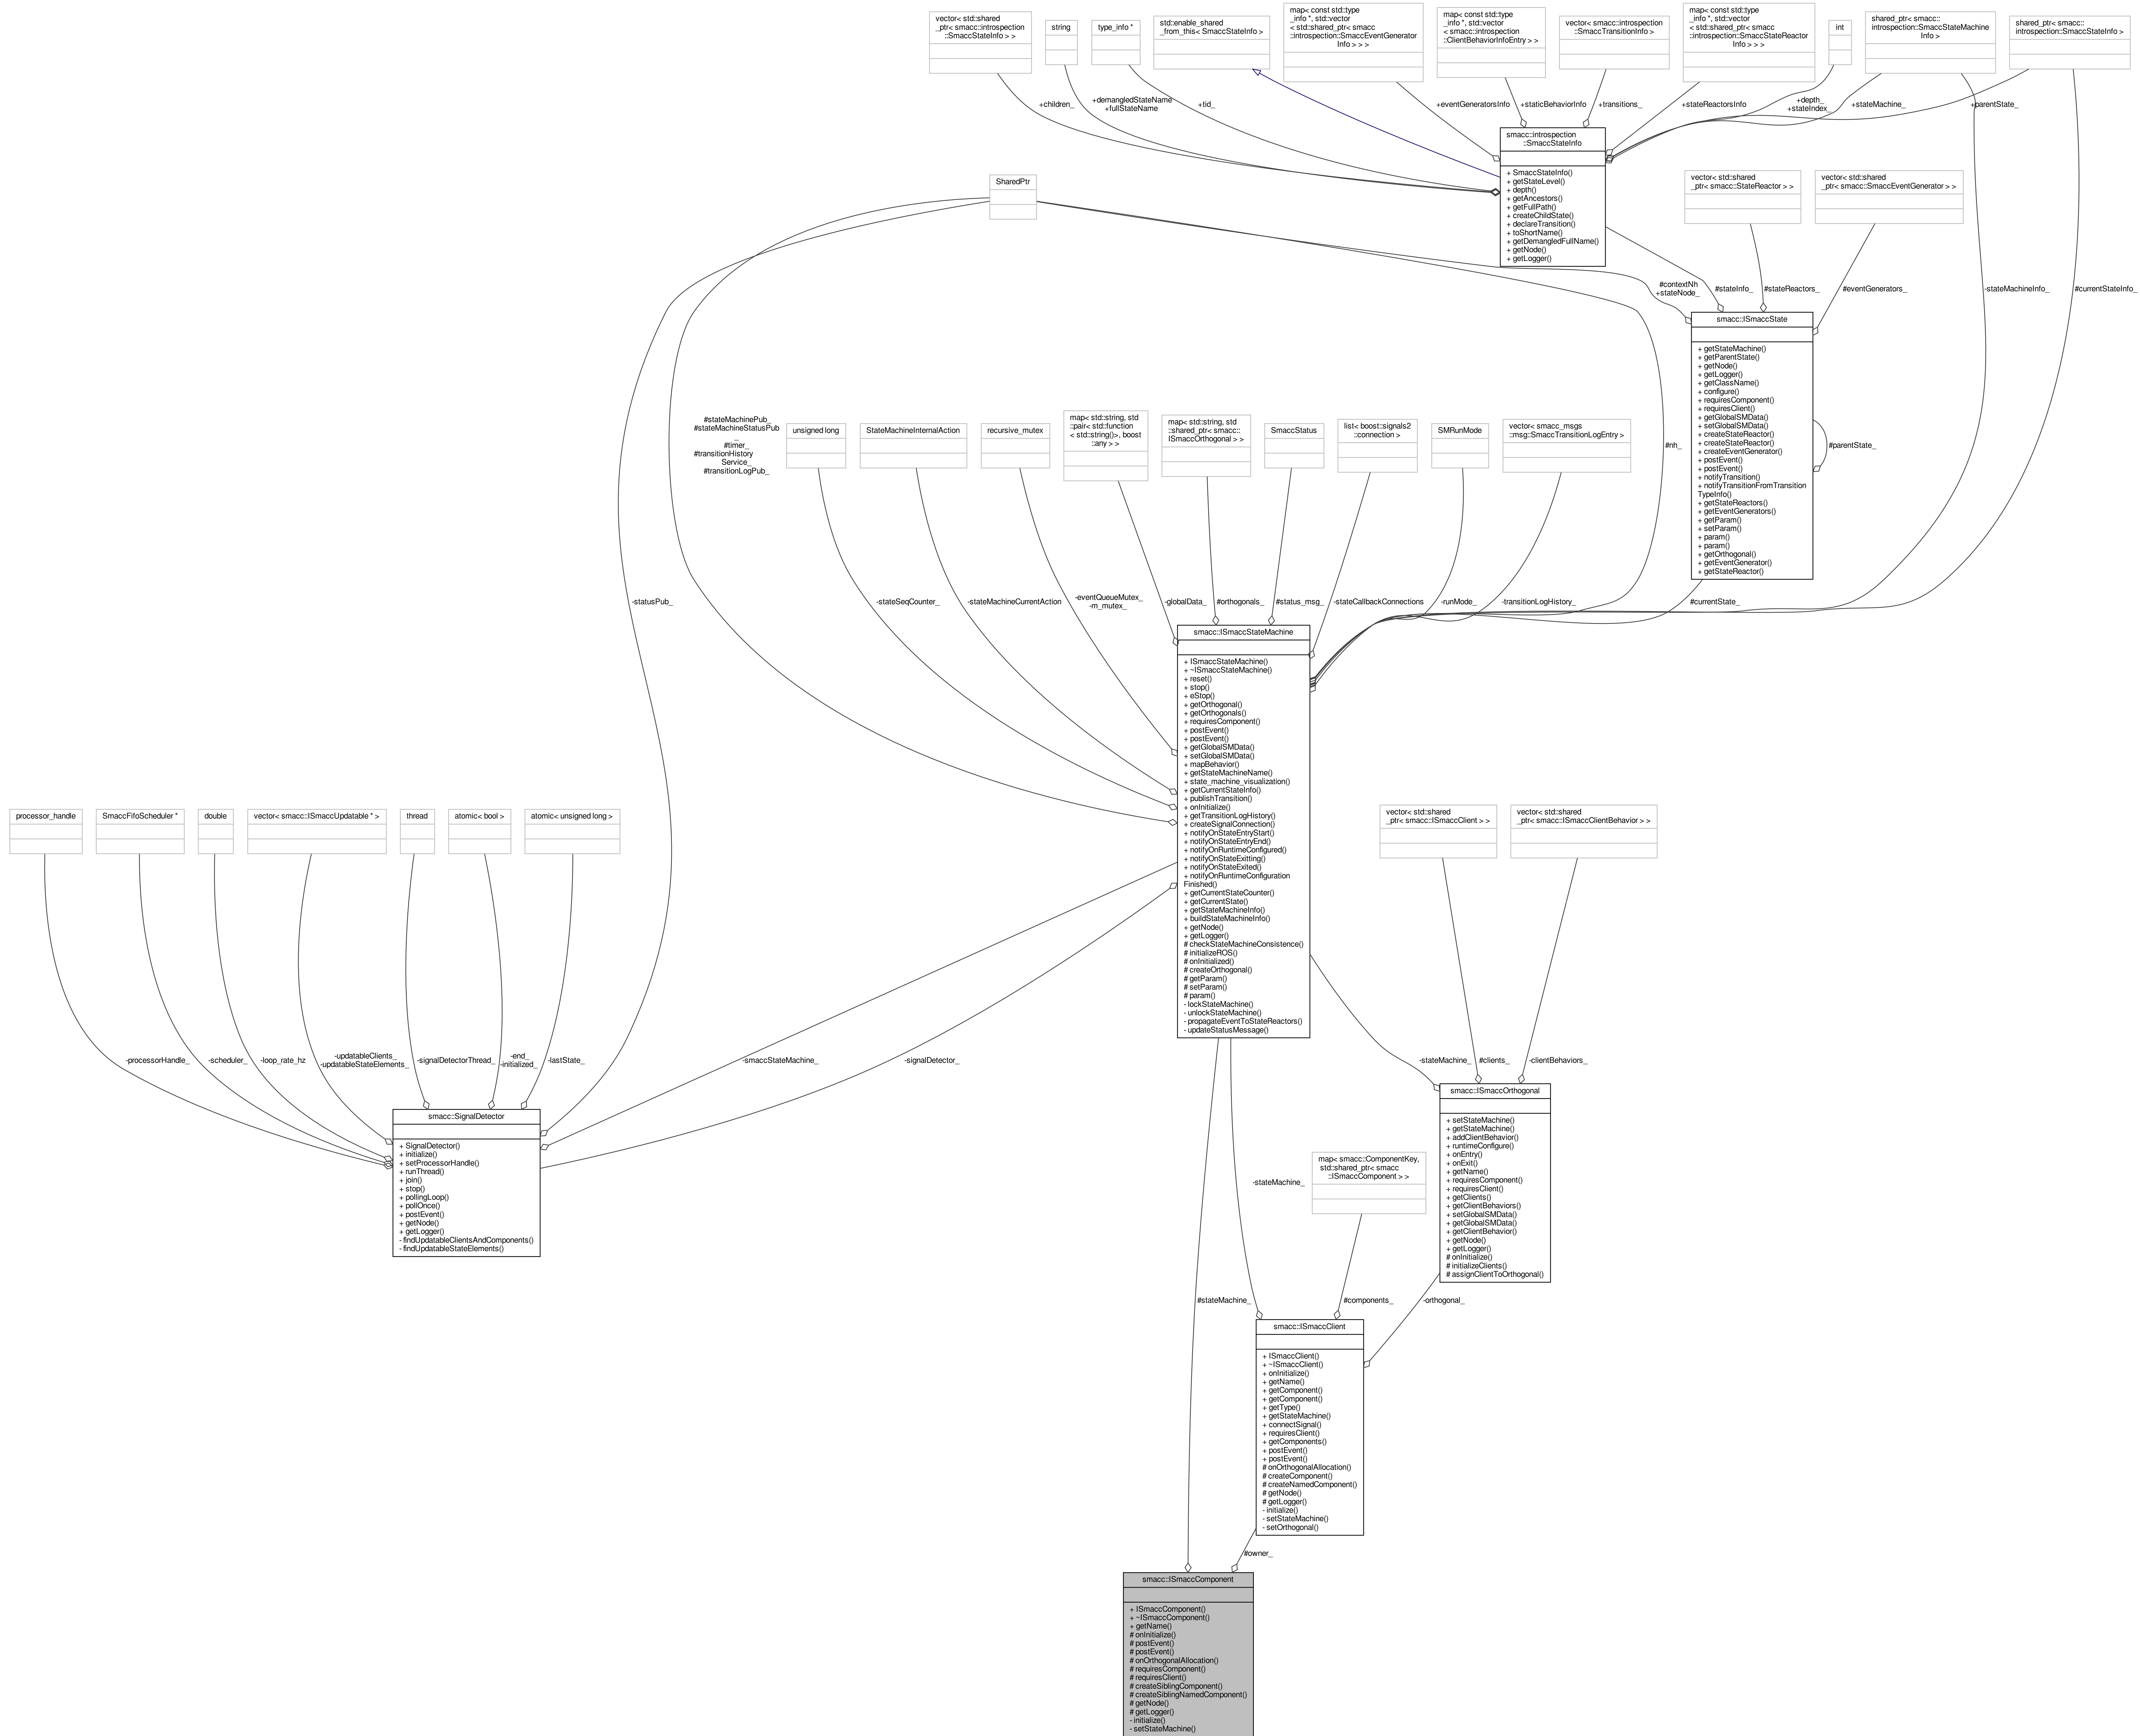 vector< std::shared
_ptr< smacc::introspection
::SmaccStateInfo > >
string
type_info *
std::enable_shared
_from_this< SmaccStateInfo >
map< const std::type
_info *, std::vector
< std::shared_ptr< smacc
::introspection::SmaccEventGenerator
Info > > >
map< const std::type
_info *, std::vector
< smacc::introspection
::ClientBehaviorInfoEntry > >
vector< smacc::introspection
::SmaccTransitionInfo >
map< const std::type
_info *, std::vector
< std::shared_ptr< smacc
::introspection::SmaccStateReactor
Info > > >
int
shared_ptr< smacc::
introspection::SmaccStateMachine
Info >
shared_ptr< smacc::
introspection::SmaccStateInfo >
+children_
+demangledStateName
+fullStateName
+tid_
+eventGeneratorsInfo
+staticBehaviorInfo
+transitions_
+stateReactorsInfo
+depth_
+stateIndex_
+stateMachine_
+parentState_
smacc::introspection
::SmaccStateInfo
+ SmaccStateInfo()
+ getStateLevel()
+ depth()
+ getAncestors()
+ getFullPath()
+ createChildState()
+ declareTransition()
+ toShortName()
+ getDemangledFullName()
+ getNode()
+ getLogger()
SharedPtr
vector< std::shared
_ptr< smacc::StateReactor > >
vector< std::shared
_ptr< smacc::SmaccEventGenerator > >
#contextNh
+stateNode_
#stateInfo_
#stateReactors_
#eventGenerators_
-stateMachineInfo_
#currentStateInfo_
smacc::ISmaccState
+ getStateMachine()
+ getParentState()
+ getNode()
+ getLogger()
+ getClassName()
+ configure()
+ requiresComponent()
+ requiresClient()
+ getGlobalSMData()
+ setGlobalSMData()
+ createStateReactor()
+ createStateReactor()
+ createEventGenerator()
+ postEvent()
+ postEvent()
+ notifyTransition()
+ notifyTransitionFromTransition
TypeInfo()
+ getStateReactors()
+ getEventGenerators()
+ getParam()
+ setParam()
+ param()
+ param()
+ getOrthogonal()
+ getEventGenerator()
+ getStateReactor()
#parentState_
#stateMachinePub_
#stateMachineStatusPub
_
#timer_
#transitionHistory
Service_
#transitionLogPub_
unsigned long
StateMachineInternalAction
recursive_mutex
map< std::string, std
::pair< std::function
< std::string()>, boost
::any > >
map< std::string, std
::shared_ptr< smacc::
ISmaccOrthogonal > >
SmaccStatus
list< boost::signals2
::connection >
SMRunMode
vector< smacc_msgs
::msg::SmaccTransitionLogEntry >
#nh_
-statusPub_
-stateSeqCounter_
-stateMachineCurrentAction
-eventQueueMutex_
-m_mutex_
-globalData_
#orthogonals_
#status_msg_
-stateCallbackConnections
-runMode_
-transitionLogHistory_
#currentState_
smacc::ISmaccStateMachine
+ ISmaccStateMachine()
+ ~ISmaccStateMachine()
+ reset()
+ stop()
+ eStop()
+ getOrthogonal()
+ getOrthogonals()
+ requiresComponent()
+ postEvent()
+ postEvent()
+ getGlobalSMData()
+ setGlobalSMData()
+ mapBehavior()
+ getStateMachineName()
+ state_machine_visualization()
+ getCurrentStateInfo()
+ publishTransition()
+ onInitialize()
+ getTransitionLogHistory()
+ createSignalConnection()
+ notifyOnStateEntryStart()
+ notifyOnStateEntryEnd()
+ notifyOnRuntimeConfigured()
+ notifyOnStateExitting()
+ notifyOnStateExited()
+ notifyOnRuntimeConfiguration
Finished()
+ getCurrentStateCounter()
+ getCurrentState()
+ getStateMachineInfo()
+ buildStateMachineInfo()
+ getNode()
+ getLogger()
# checkStateMachineConsistence()
# initializeROS()
# onInitialized()
# createOrthogonal()
# getParam()
# setParam()
# param()
- lockStateMachine()
- unlockStateMachine()
- propagateEventToStateReactors()
- updateStatusMessage()
processor_handle
SmaccFifoScheduler *
double
vector< smacc::ISmaccUpdatable * >
thread
atomic< bool >
atomic< unsigned long >
vector< std::shared
_ptr< smacc::ISmaccClient > >
vector< std::shared
_ptr< smacc::ISmaccClientBehavior > >
-processorHandle_
-scheduler_
-loop_rate_hz
-updatableClients_
-updatableStateElements_
-signalDetectorThread_
-end_
-initialized_
-lastState_
-smaccStateMachine_
-signalDetector_
-stateMachine_
#clients_
-clientBehaviors_
smacc::SignalDetector
+ SignalDetector()
+ initialize()
+ setProcessorHandle()
+ runThread()
+ join()
+ stop()
+ pollingLoop()
+ pollOnce()
+ postEvent()
+ getNode()
+ getLogger()
- findUpdatableClientsAndComponents()
- findUpdatableStateElements()
smacc::ISmaccOrthogonal
+ setStateMachine()
+ getStateMachine()
+ addClientBehavior()
+ runtimeConfigure()
+ onEntry()
+ onExit()
+ getName()
+ requiresComponent()
+ requiresClient()
+ getClients()
+ getClientBehaviors()
+ setGlobalSMData()
+ getGlobalSMData()
+ getClientBehavior()
+ getNode()
+ getLogger()
# onInitialize()
# initializeClients()
# assignClientToOrthogonal()
map< smacc::ComponentKey,
std::shared_ptr< smacc
::ISmaccComponent > >
-stateMachine_
#stateMachine_
#components_
-orthogonal_
smacc::ISmaccClient
+ ISmaccClient()
+ ~ISmaccClient()
+ onInitialize()
+ getName()
+ getComponent()
+ getComponent()
+ getType()
+ getStateMachine()
+ connectSignal()
+ requiresClient()
+ getComponents()
+ postEvent()
+ postEvent()
# onOrthogonalAllocation()
# createComponent()
# createNamedComponent()
# getNode()
# getLogger()
- initialize()
- setStateMachine()
- setOrthogonal()
#owner_
smacc::ISmaccComponent
+ ISmaccComponent()
+ ~ISmaccComponent()
+ getName()
# onInitialize()
# postEvent()
# postEvent()
# onOrthogonalAllocation()
# requiresComponent()
# requiresClient()
# createSiblingComponent()
# createSiblingNamedComponent()
# getNode()
# getLogger()
- initialize()
- setStateMachine()